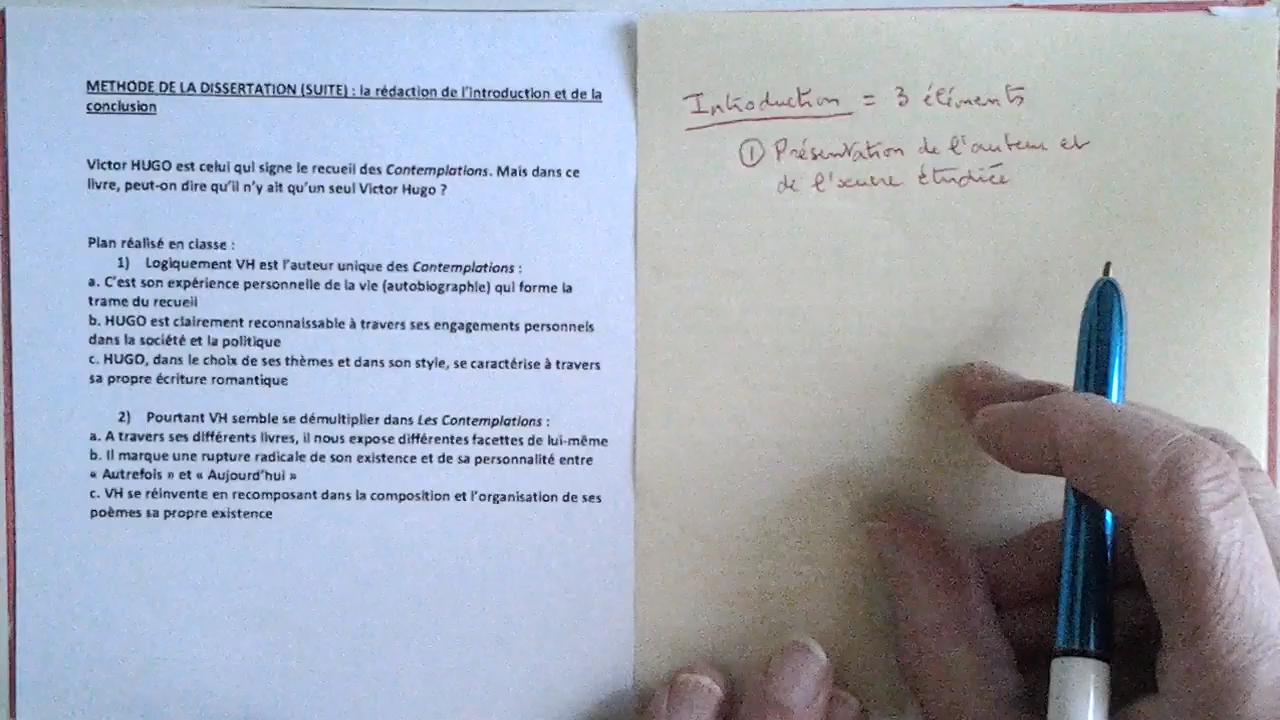 METHODE DE LA DISSERTATION (SUITE) : la rédaction de l'introduction et de la
conclusion
Victor HUGO est celui qui signe le recueil des Contemplations. Mais dans ce
livre, peut-on dire qu'il n'y ait qu'un seul Victor Hugo ?
Plan réalisé en classe :
1) Logiquement VH est l'auteur unique des Contemplations :
a. C'est son expérience personnelle de la vie (autobiographie) qui forme la
trame du recueil
b. HUGO est clairement reconnaissable à travers ses engagements personnels
dans la société et la politique
c. HUGO, dans le choix de ses thèmes et dans son style, se caractérise à travers
sa propre écriture romantique
2) Pourtant VH semble se démultiplier dans Les Contemplations :
a. A travers ses différents livres, il nous expose différentes facettes de lui-même
b. Il marque une rupture radicale de son existence et de sa personnalité entre
« Autrefois » et « Aujourd'hui »
c. VH se réinvente en recomposant dans la composition et l'organisation de ses
poèmes sa propre existence
Introduction = 3 éléments
① Présentation de l'auteur et
de l'œuvre étudiée